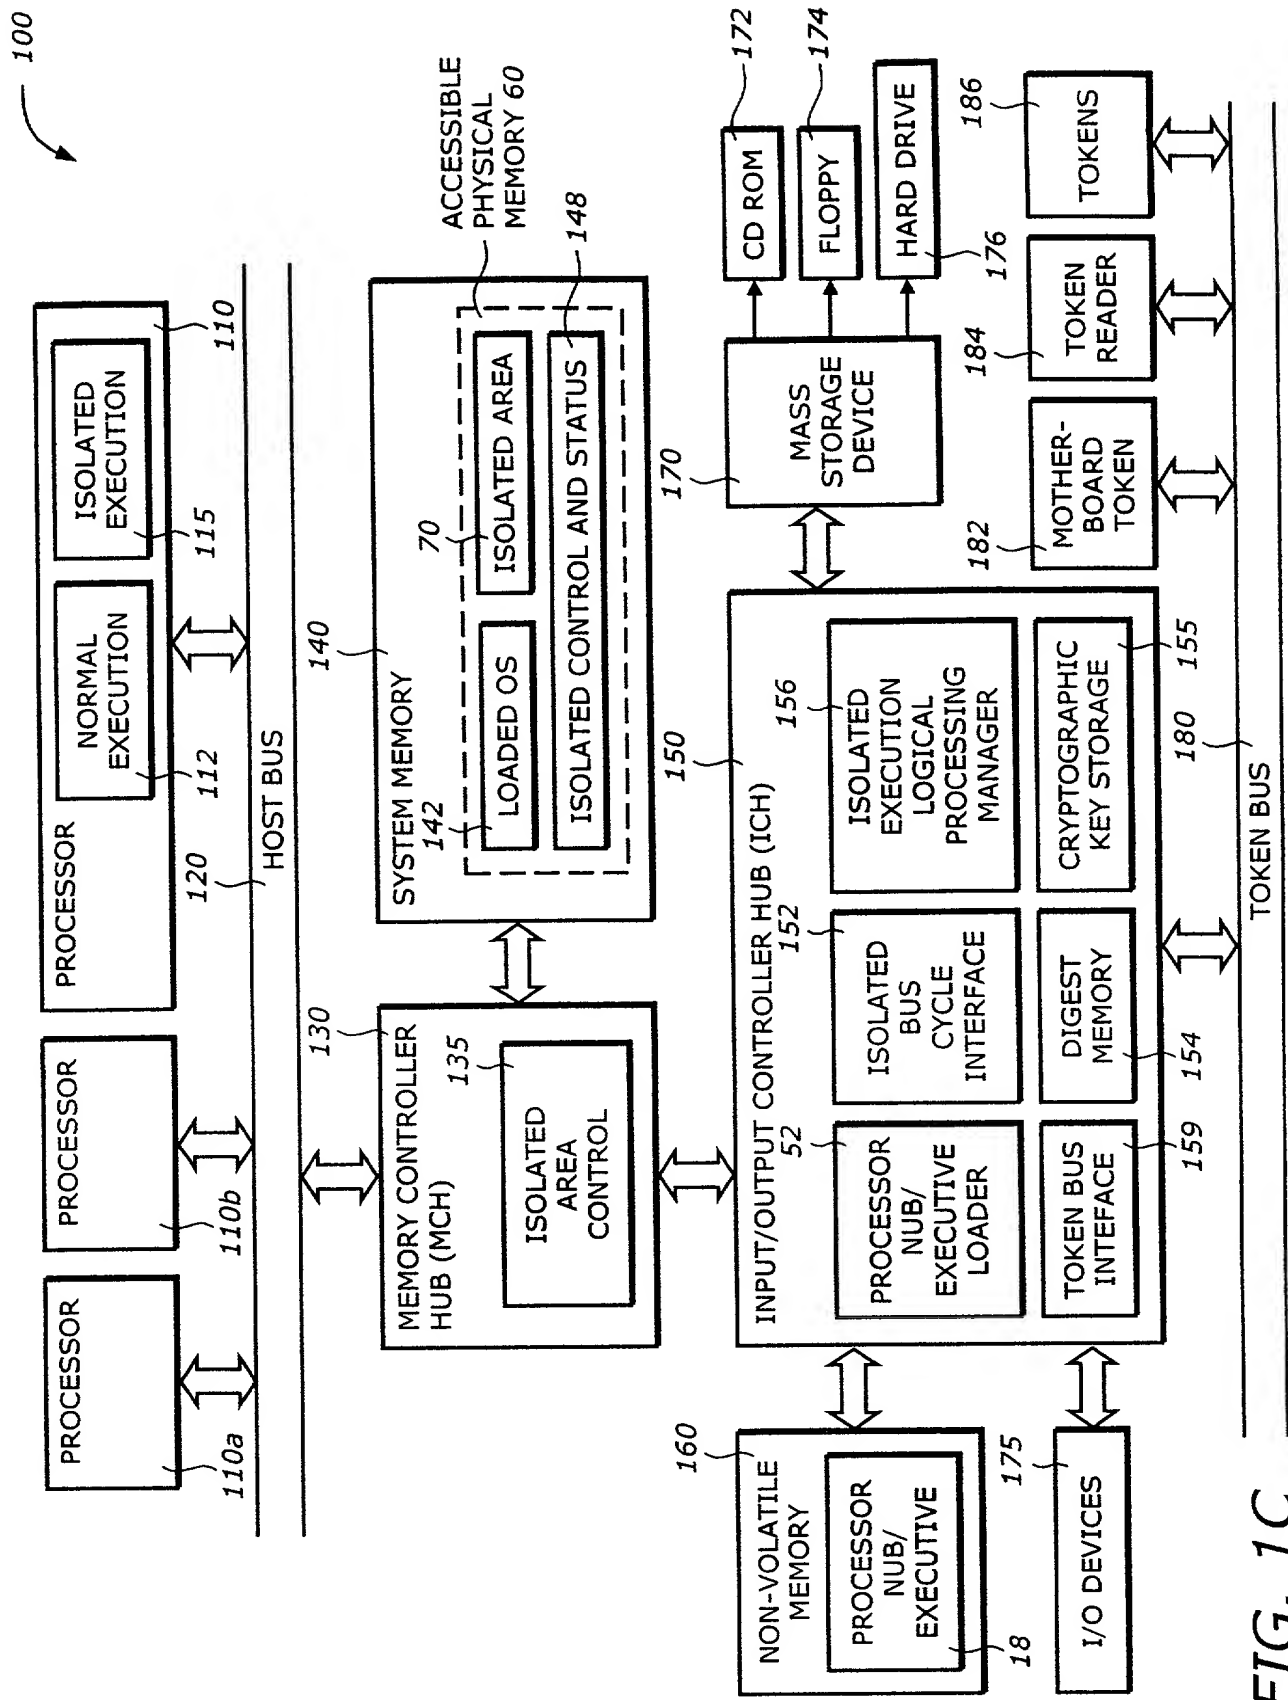 100
PROCESSOR
110a
PROCESSOR
110b
PROCESSOR
NORMAL
EXECUTION
112
ISOLATED
EXECUTION
115
110
120
HOST BUS
MEMORY CONTROLLER
HUB (MCH)
130
ISOLATED
AREA
CONTROL
135
SYSTEM MEMORY
140
LOADED OS
142
ISOLATED AREA
70
ISOLATED CONTROL AND STATUS
148
ACCESSIBLE
PHYSICAL
MEMORY 60
INPUT/OUTPUT CONTROLLER HUB (ICH)
150
PROCESSOR
NUB/
EXECUTIVE
LOADER
52
ISOLATED
BUS
CYCLE
INTERFACE
152
ISOLATED
EXECUTION
LOGICAL
PROCESSING
MANAGER
156
TOKEN BUS
INTEFACE
159
DIGEST
MEMORY
154
CRYPTOGRAPHIC
KEY STORAGE
155
MASS
STORAGE
DEVICE
170
CD ROM
172
FLOPPY
174
HARD DRIVE
176
NON-VOLATILE
MEMORY
160
PROCESSOR
NUB/
EXECUTIVE
18
I/O DEVICES
175
MOTHER-
BOARD
TOKEN
182
TOKEN
READER
184
TOKENS
186
180
TOKEN BUS
FIG. 1C